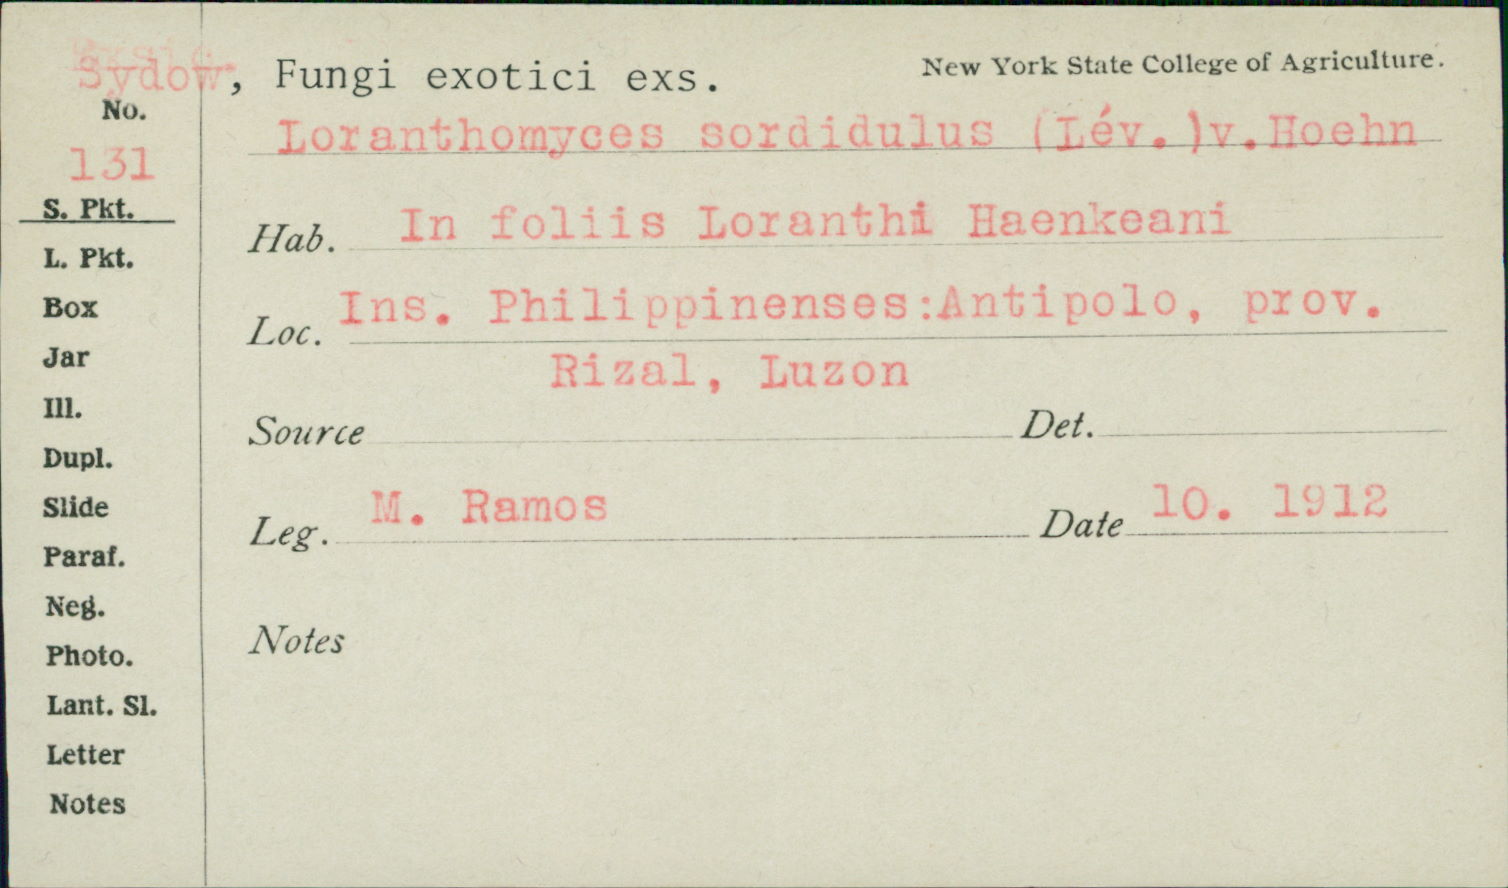 Sydow, Fungi exotici exs.
New York State College of Agriculture.
No.
131
Loranthomyces sordidulus (Lév.)v.Hoehn
S. Pkt.
L. Pkt.
Box
Jar
Ill.
Dupl.
Slide
Paraf.
Neg.
Photo.
Lant. Sl.
Letter
Notes
Hab. In foliis Loranthi Haenkeani
Loc. Ins. Philippinenses:Antipolo, prov.
Rizal, Luzon
Source
Det.
Leg. M. Ramos
Date 10. 1912
Notes